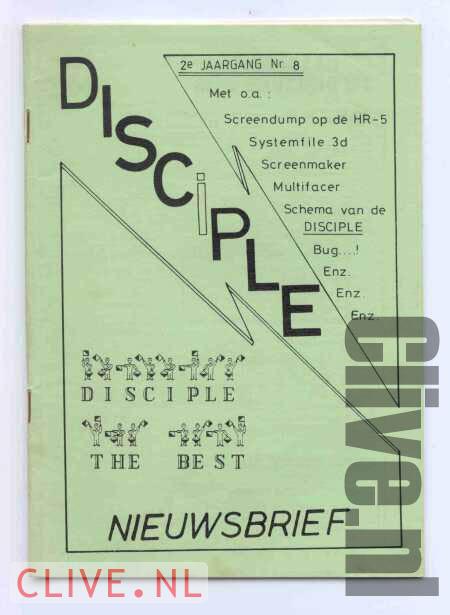 DISCiPLE
2e JAARGANG Nr 8
Met o.a. :
Screendump op de HR-5
Systemfile 3d
Screenmaker
Multifacer
Schema van de
DISCIPLE
Bug....!
Enz.
Enz.
Enz.
DISCIPLE
THE BEST
NIEUWSBRIEF
CLIVE.NL
Clive.nl